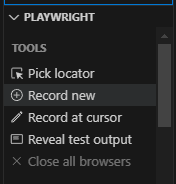 PLAYWRIGHT
TOOLS
Pick locator
Record new
Record at cursor
Reveal test output
Close all browsers